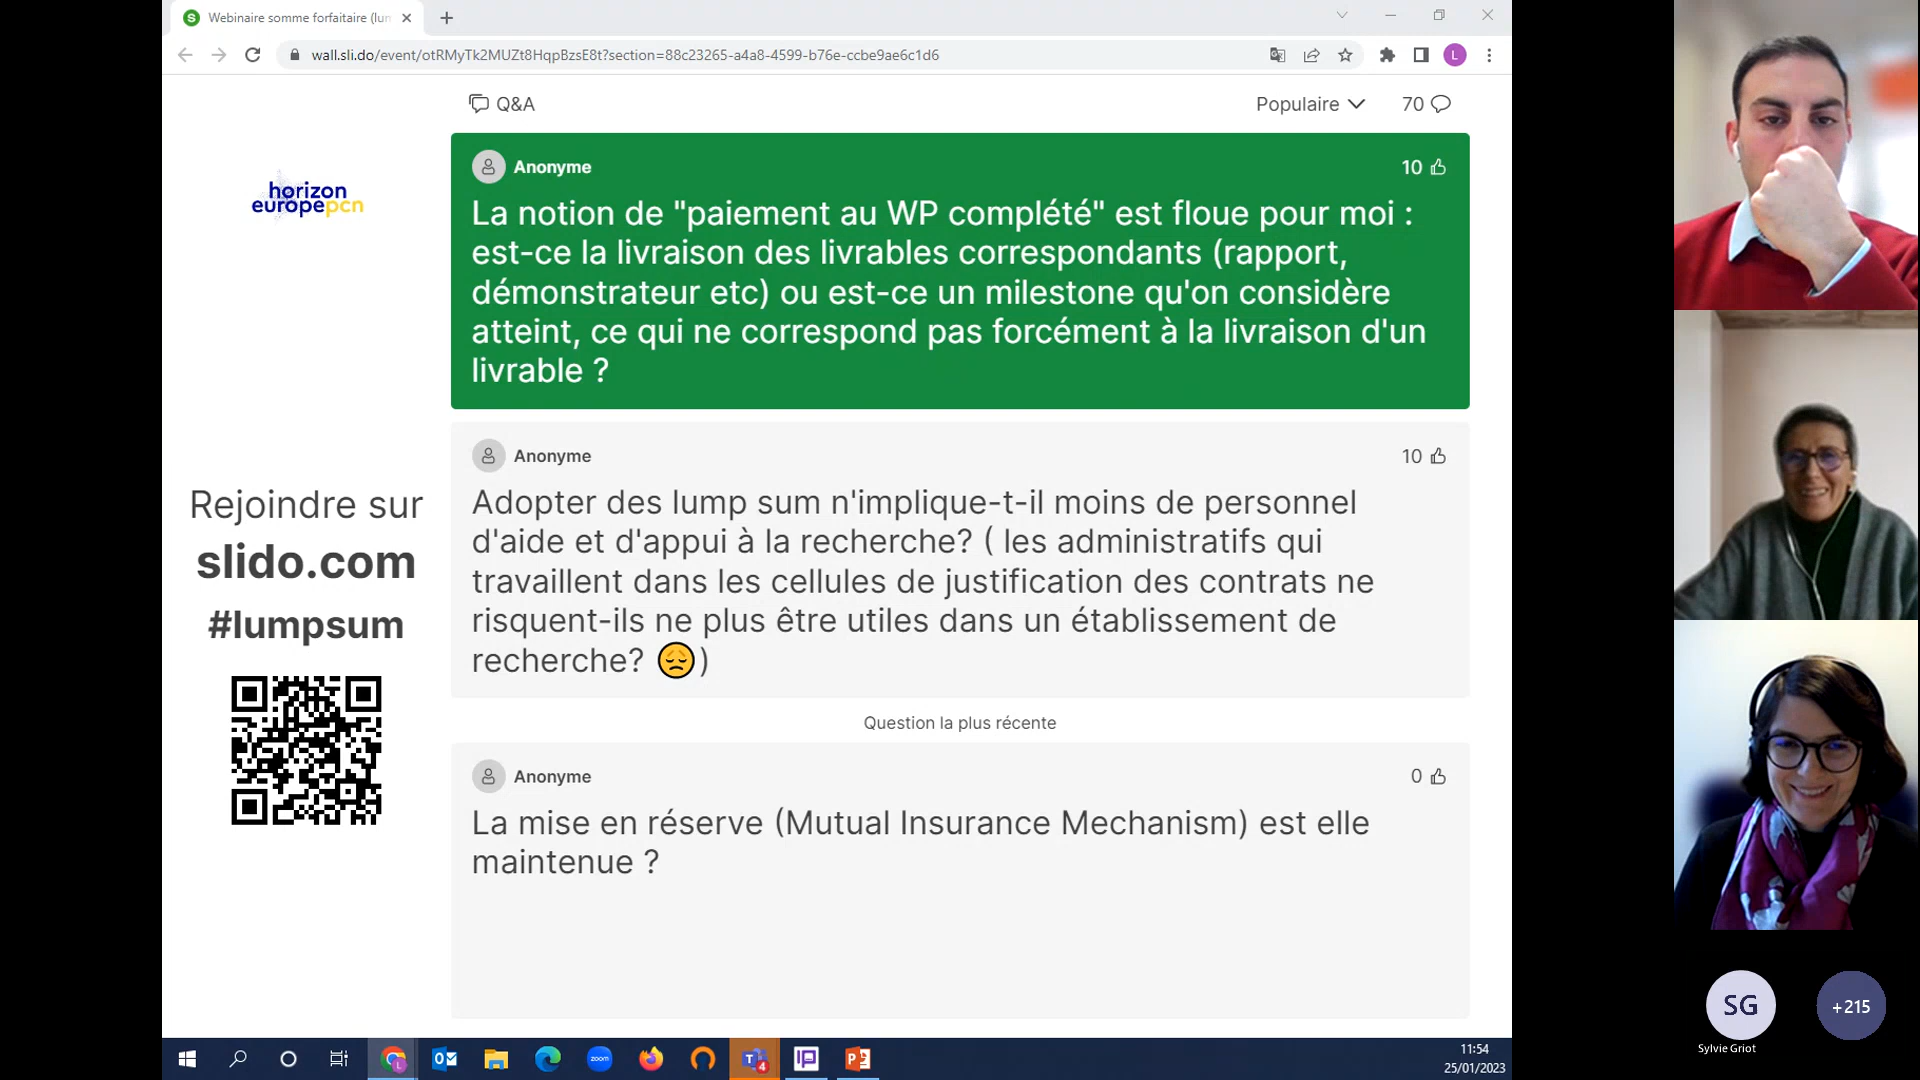 Webinaire somme forfaitaire (lun
wall.sli.do/event/otRMyTk2MUZt8HqpBzsE8t?section=88c23265-a4a8-4599-b76e-ccbe9ae6c1d6
Q&A
Populaire
70
horizon
europepcn
Rejoindre sur
slido.com
#lumpsum
Anonyme
10
La notion de "paiement au WP complété" est floue pour moi :
est-ce la livraison des livrables correspondants (rapport,
démonstrateur etc) ou est-ce un milestone qu'on considère
atteint, ce qui ne correspond pas forcément à la livraison d'un
livrable ?
Anonyme
10
Adopter des lump sum n'implique-t-il moins de personnel
d'aide et d'appui à la recherche? ( les administratifs qui
travaillent dans les cellules de justification des contrats ne
risquent-ils ne plus être utiles dans un établissement de
recherche? 😞)
Question la plus récente
Anonyme
0
La mise en réserve (Mutual Insurance Mechanism) est elle
maintenue ?
SG
+215
Sylvie Griot
zoom
4
11:54
25/01/2023